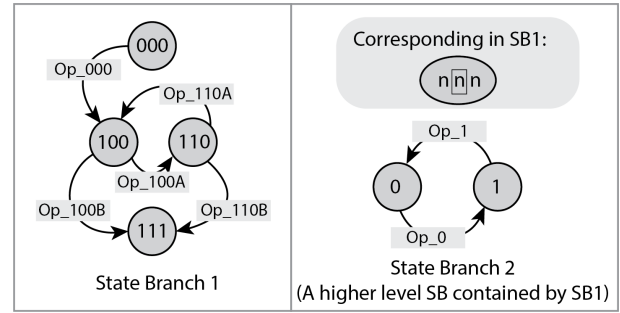 000
Op_000
Op_110A
100
110
Op_100A
Op_100B
Op_110B
111
State Branch 1
Corresponding in SB1:
nnn
Op_1
0
1
Op_0
State Branch 2
(A higher level SB contained by SB1)